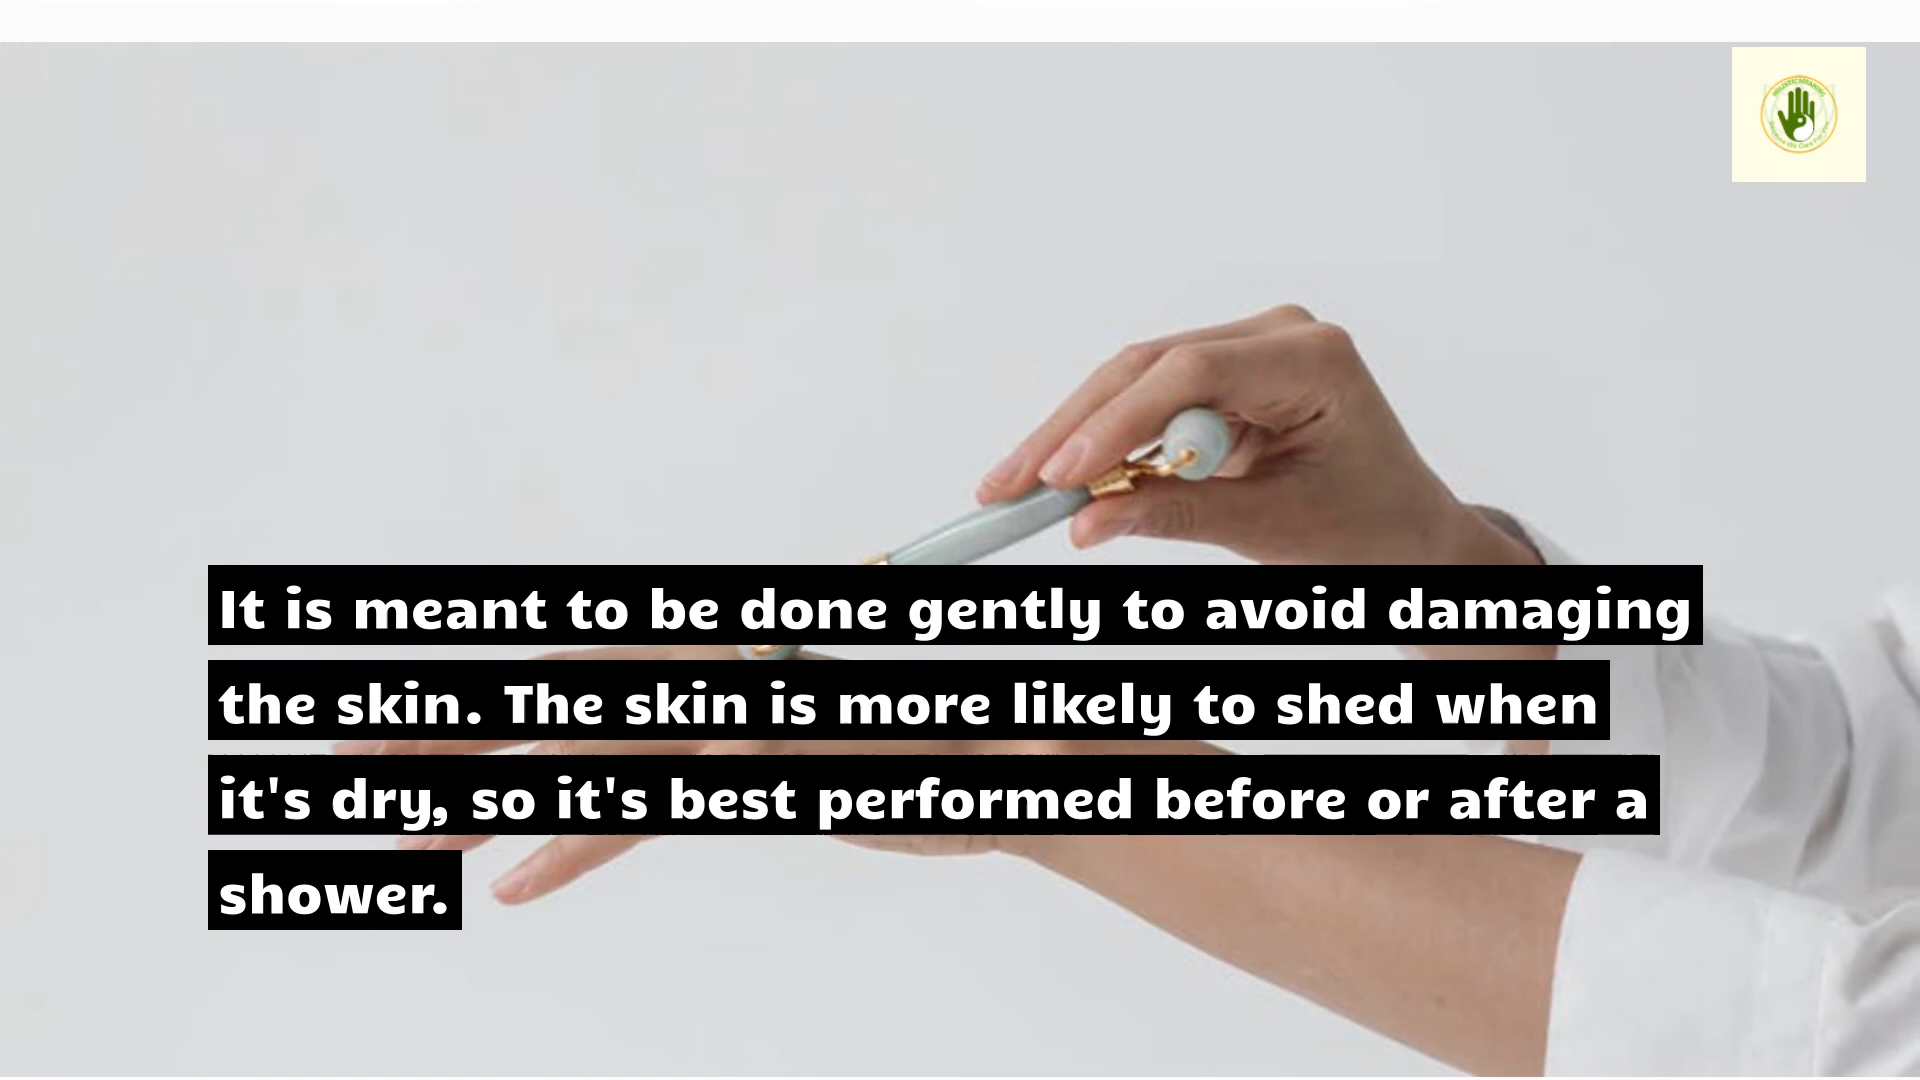 It is meant to be done gently to avoid damaging
the skin. The skin is more likely to shed when
it's dry, so it's best performed before or after a
shower.